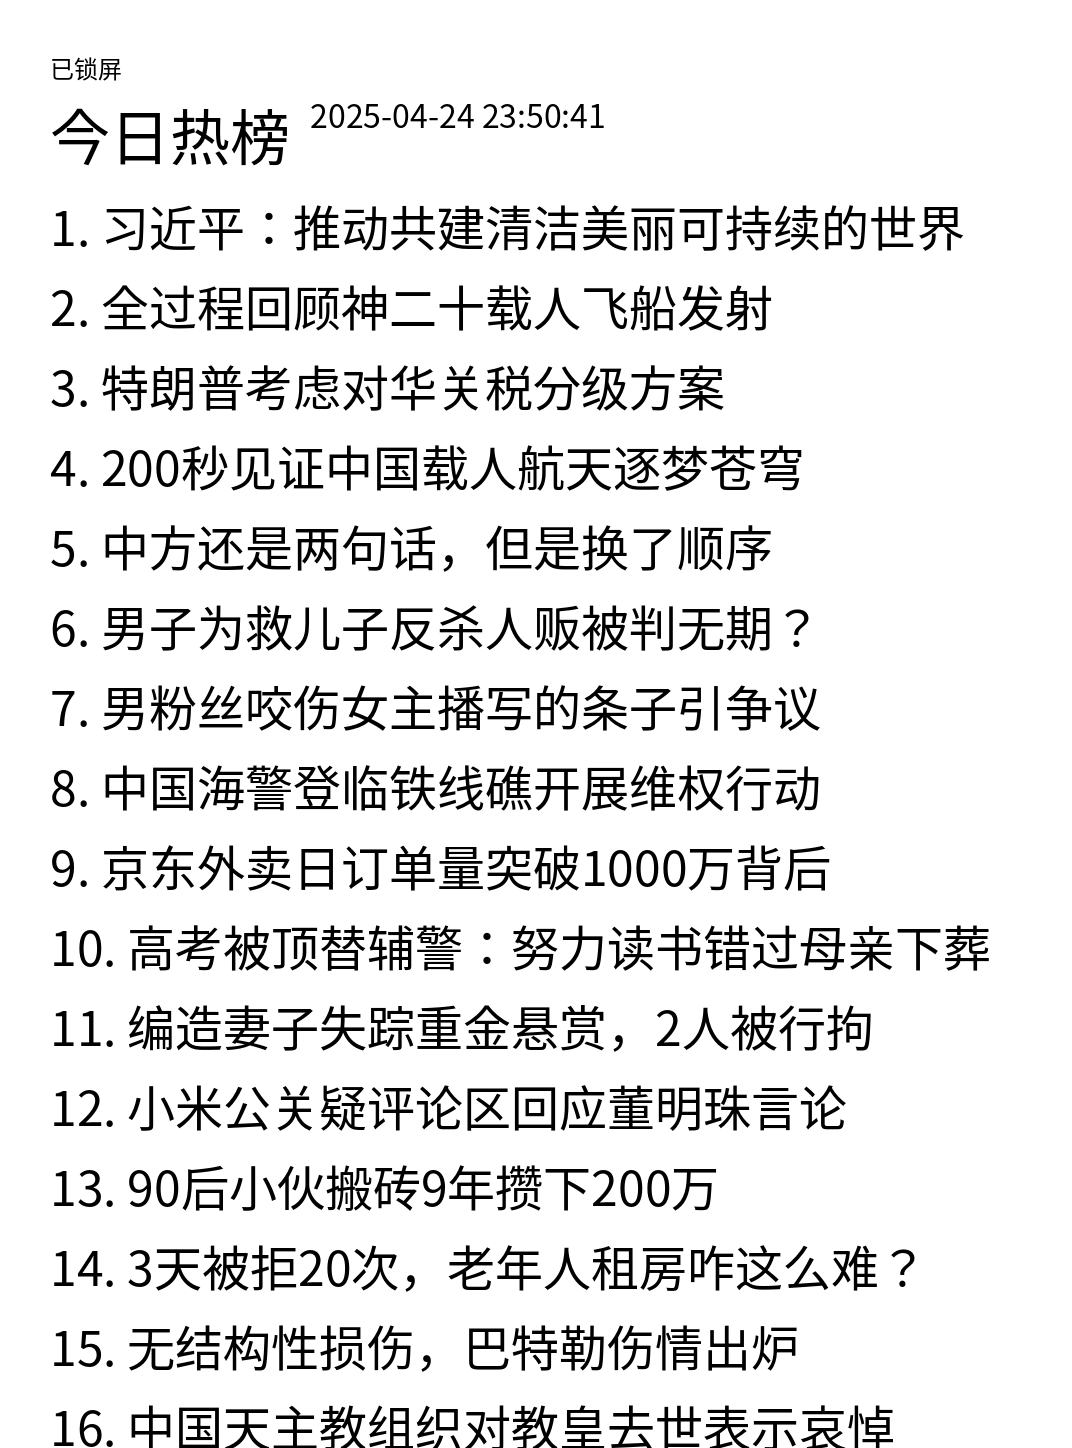 已锁屏
今日热榜 2025-04-24 23:50:41
1. 习近平：推动共建清洁美丽可持续的世界
2. 全过程回顾神二十载人飞船发射
3. 特朗普考虑对华关税分级方案
4. 200秒见证中国载人航天逐梦苍穹
5. 中方还是两句话，但是换了顺序
6. 男子为救儿子反杀人贩被判无期？
7. 男粉丝咬伤女主播写的条子引争议
8. 中国海警登临铁线礁开展维权行动
9. 京东外卖日订单量突破1000万背后
10. 高考被顶替辅警：努力读书错过母亲下葬
11. 编造妻子失踪重金悬赏，2人被行拘
12. 小米公关疑评论区回应董明珠言论
13. 90后小伙搬砖9年攒下200万
14. 3天被拒20次，老年人租房咋这么难？
15. 无结构性损伤，巴特勒伤情出炉
16. 中国天主教组织对教皇去世表示哀悼